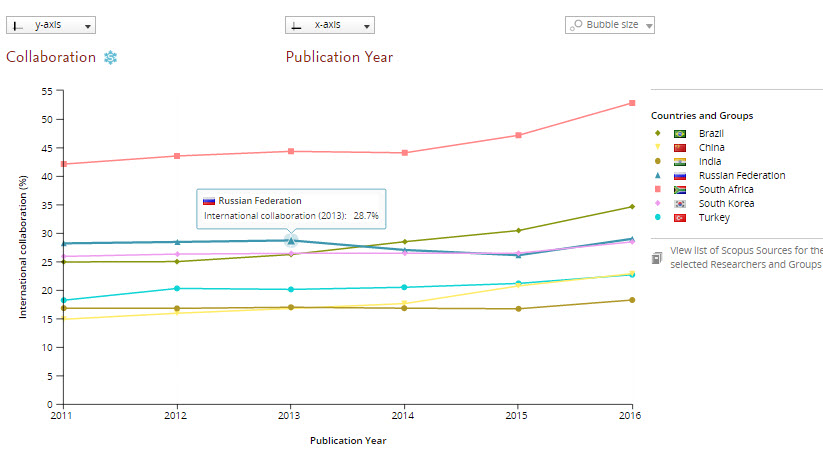 y-axis
x-axis
Bubble size
Collaboration
Publication Year
55
50
45
40
35
30
25
20
15
10
5
0
International collaboration (%)
Russian Federation
International collaboration (2013): 28.7%
2011
2012
2013
2014
2015
2016
Publication Year
Countries and Groups
Brazil
China
India
Russian Federation
South Africa
South Korea
Turkey
View list of Scopus Sources for the
selected Researchers and Groups